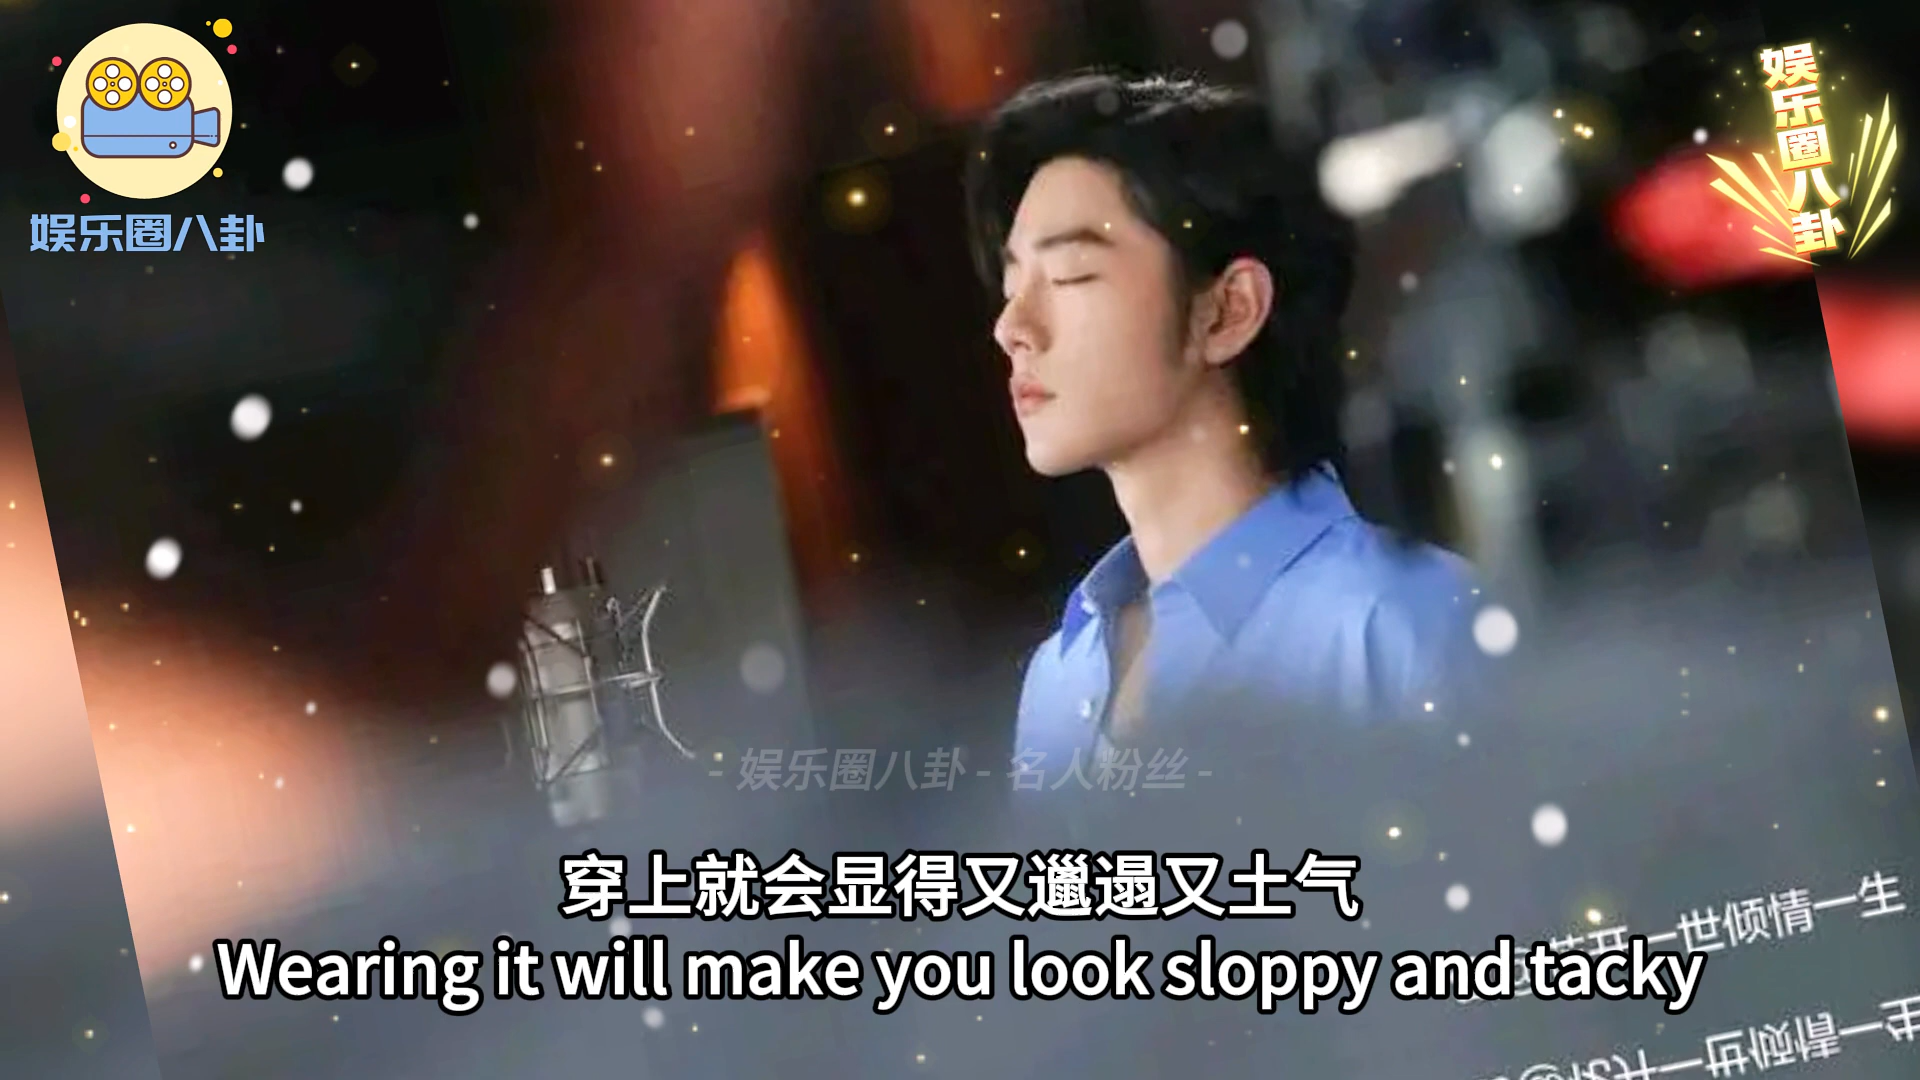 娱乐圈八卦
娱乐圈八卦
- 娱乐圈八卦 - 名人粉丝 -
穿上就会显得又邋遢又土气
Wearing it will make you look sloppy and tacky
一世倾情一生